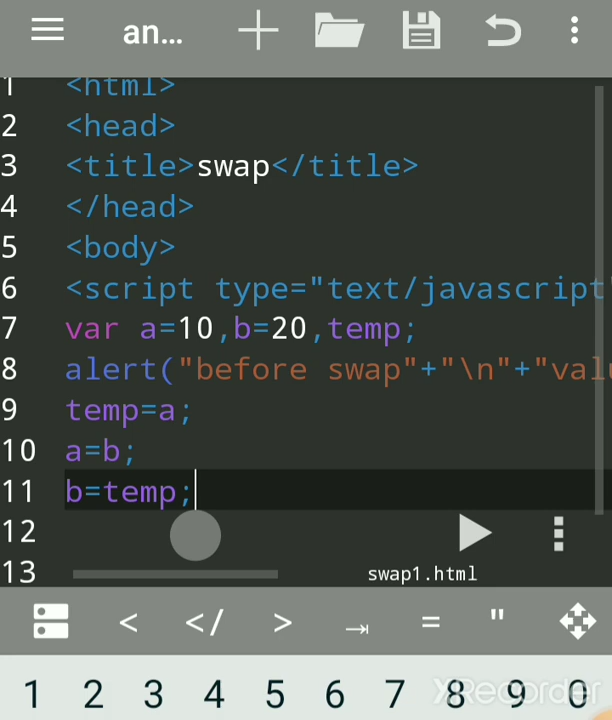 an...
1 <html>
2 <head>
3 <title>swap</title>
4 </head>
5 <body>
6 <script type="text/javascript"
7 var a=10,b=20,temp;
8 alert("before swap"+"\n"+"valu
9 temp=a;
10 a=b;
11 b=temp;
12
13
swap1.html
< </ > = "
1 2 3 4 5 6 7 8 9 0
XRecorder